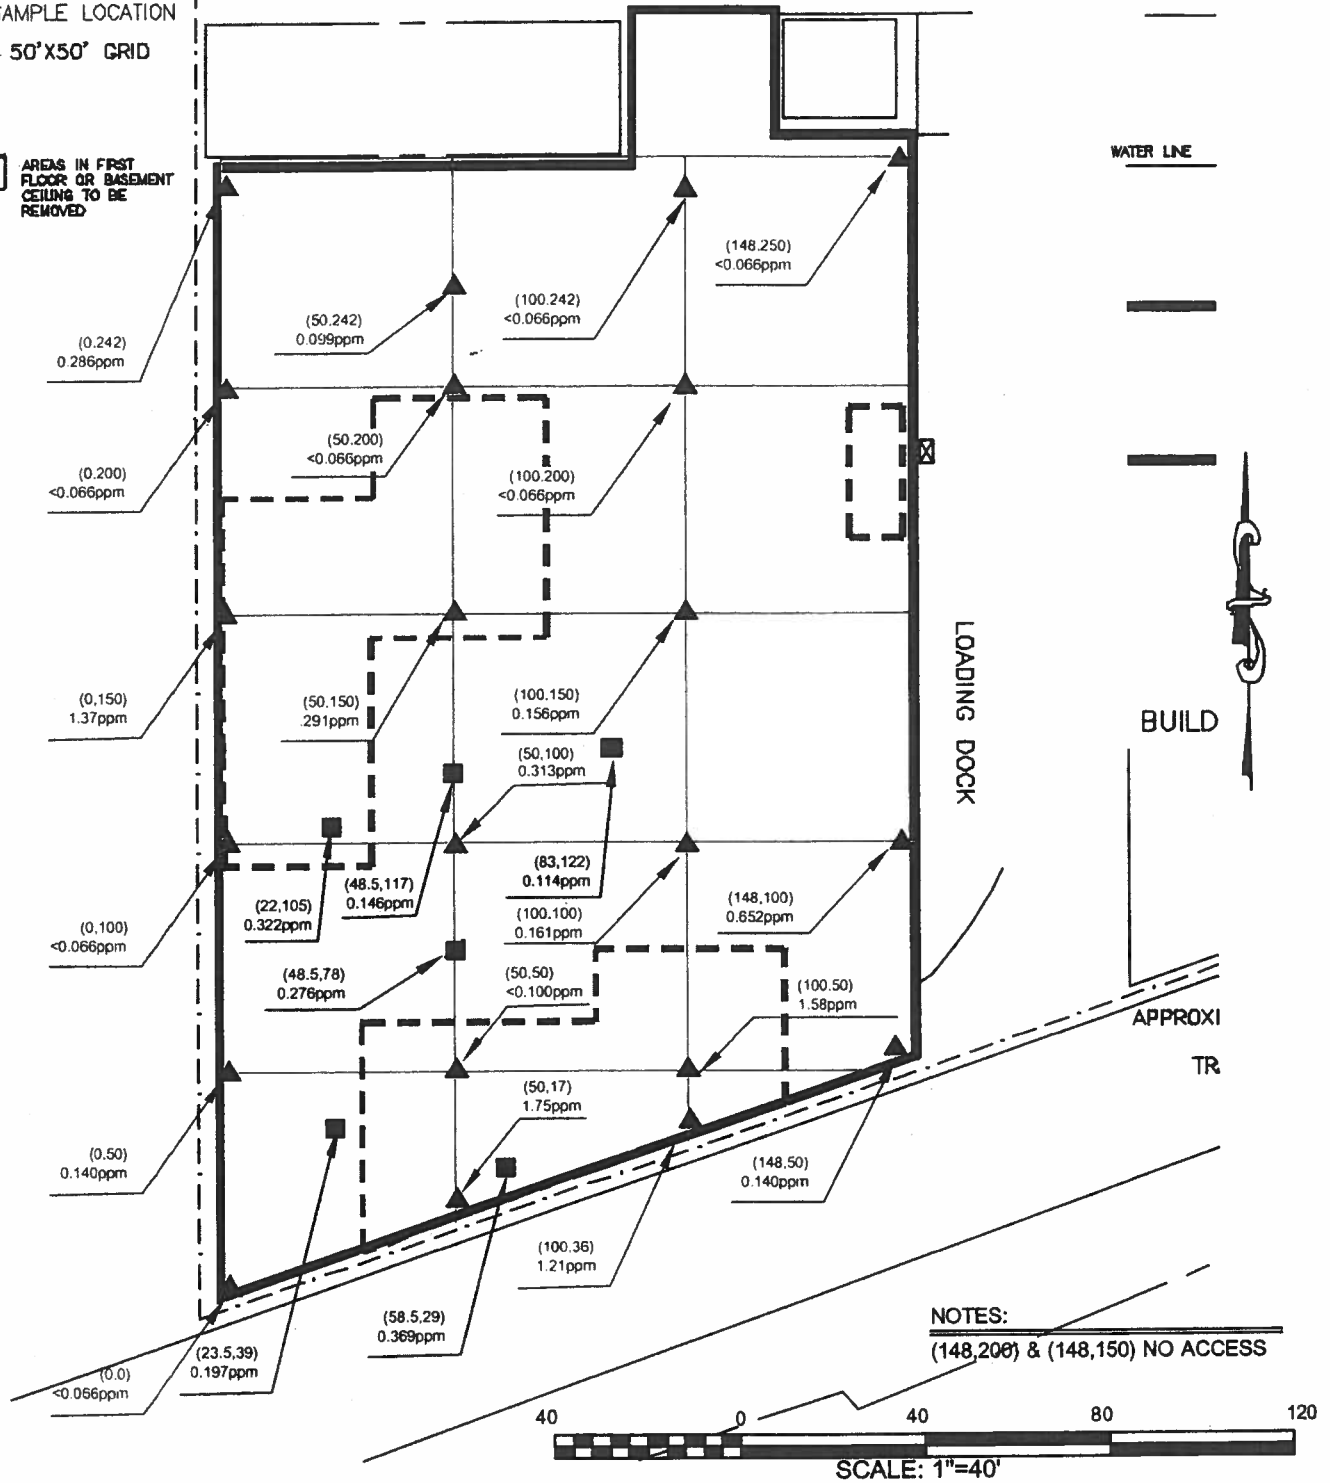 AMPLE LOCATION
50'X50' GRID
AREAS IN FIRST
FLOOR OR BASEMENT
CEILING TO BE
REMOVED
WATER LINE
(148.250)
<0.066ppm
(100.242)
<0.066ppm
(50.242)
0.099ppm
(0.242)
0.286ppm
(50.200)
<0.066ppm
(0.200)
<0.066ppm
(100.200)
<0.066ppm
LOADING DOCK
(0,150)
1.37ppm
(50.150)
.291ppm
(100.150)
0.156ppm
BUILD
(50,100)
0.313ppm
(83,122)
0.114ppm
(48.5,117)
0.146ppm
(22,105)
0.322ppm
(148,100)
0.652ppm
(100.100)
0.161ppm
(0,100)
<0.066ppm
(48.5,78)
0.276ppm
(50,50)
<0.100ppm
(100.50)
1.58ppm
APPROXI
TR
(50,17)
1.75ppm
(0.50)
0.140ppm
(148,50)
0.140ppm
(100.36)
1.21ppm
(58.5,29)
0.369ppm
(23.5,39)
0.197ppm
(0.0)
<0.066ppm
NOTES:
(148,200) & (148,150) NO ACCESS
40 0 40 80 120
SCALE: 1"=40'